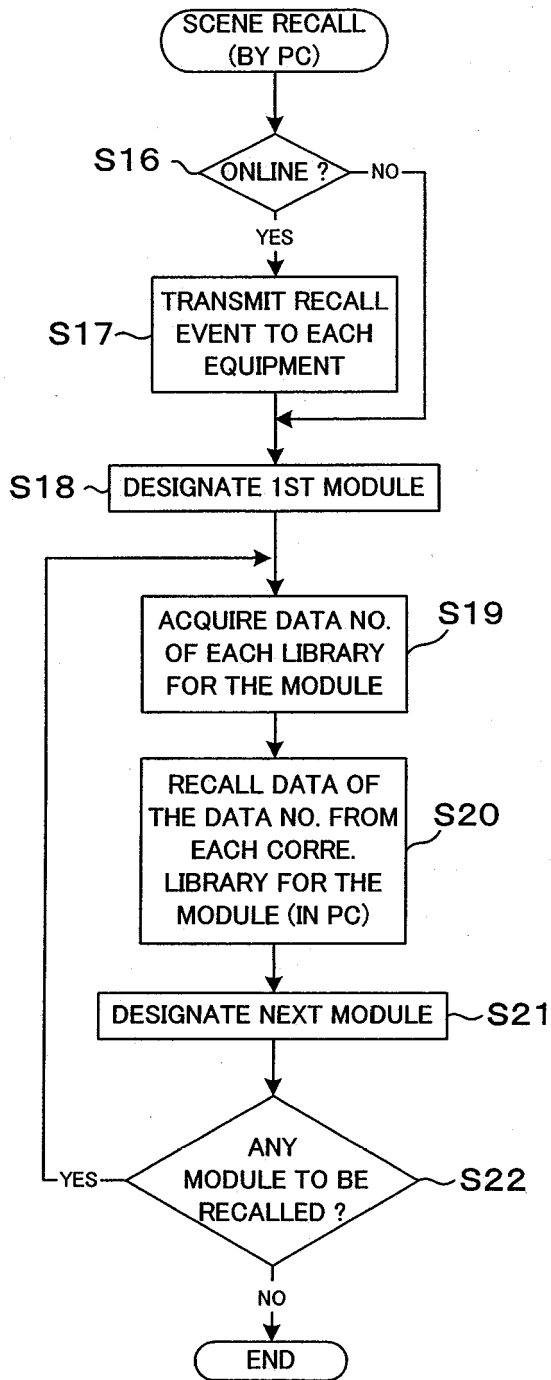 SCENE RECALL
(BY PC)
S16
ONLINE ?
NO
YES
S17
TRANSMIT RECALL
EVENT TO EACH
EQUIPMENT
S18
DESIGNATE 1ST MODULE
ACQUIRE DATA NO.
OF EACH LIBRARY
FOR THE MODULE
S19
RECALL DATA OF
THE DATA NO. FROM
EACH CORRE.
LIBRARY FOR THE
MODULE (IN PC)
S20
DESIGNATE NEXT MODULE
S21
ANY
MODULE TO BE
RECALLED ?
YES
S22
NO
END